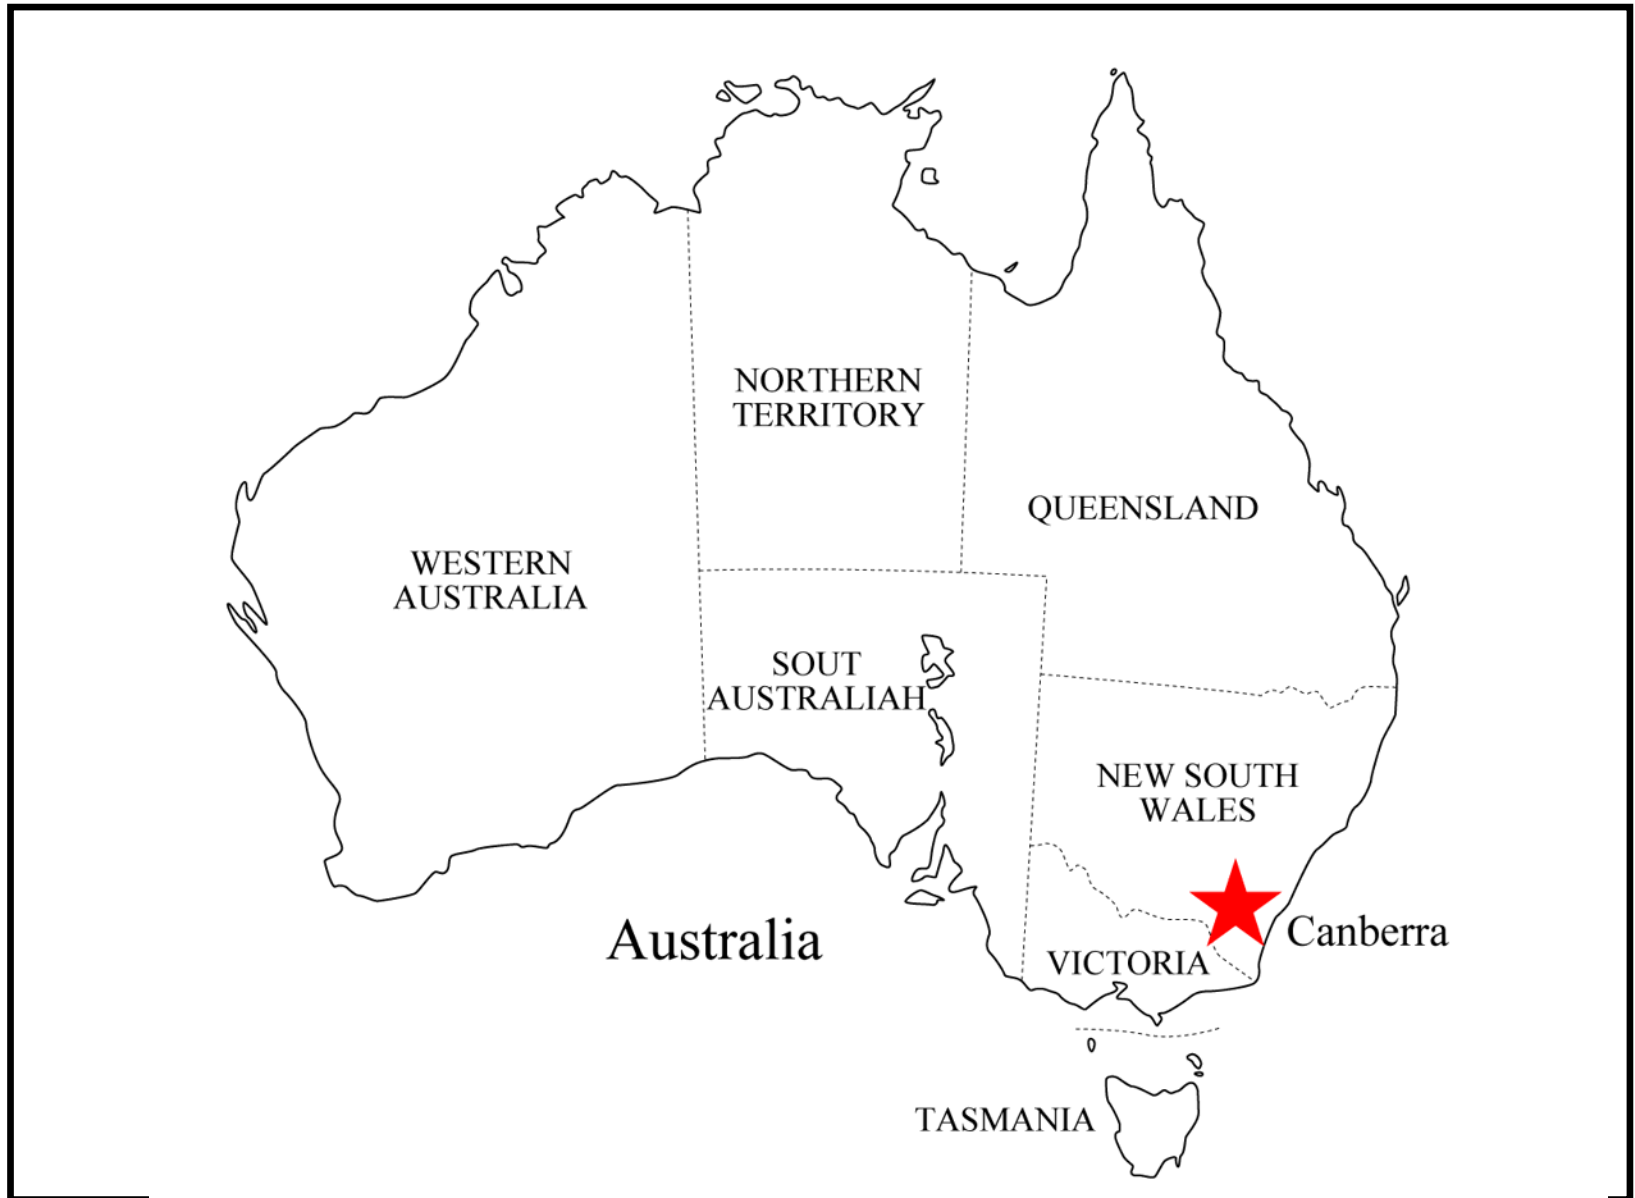 NORTHERN
TERRITORY
QUEENSLAND
WESTERN
AUSTRALIA
SOUT
AUSTRALIAH
NEW SOUTH
WALES
Australia
Canberra
VICTORIA
TASMANIA